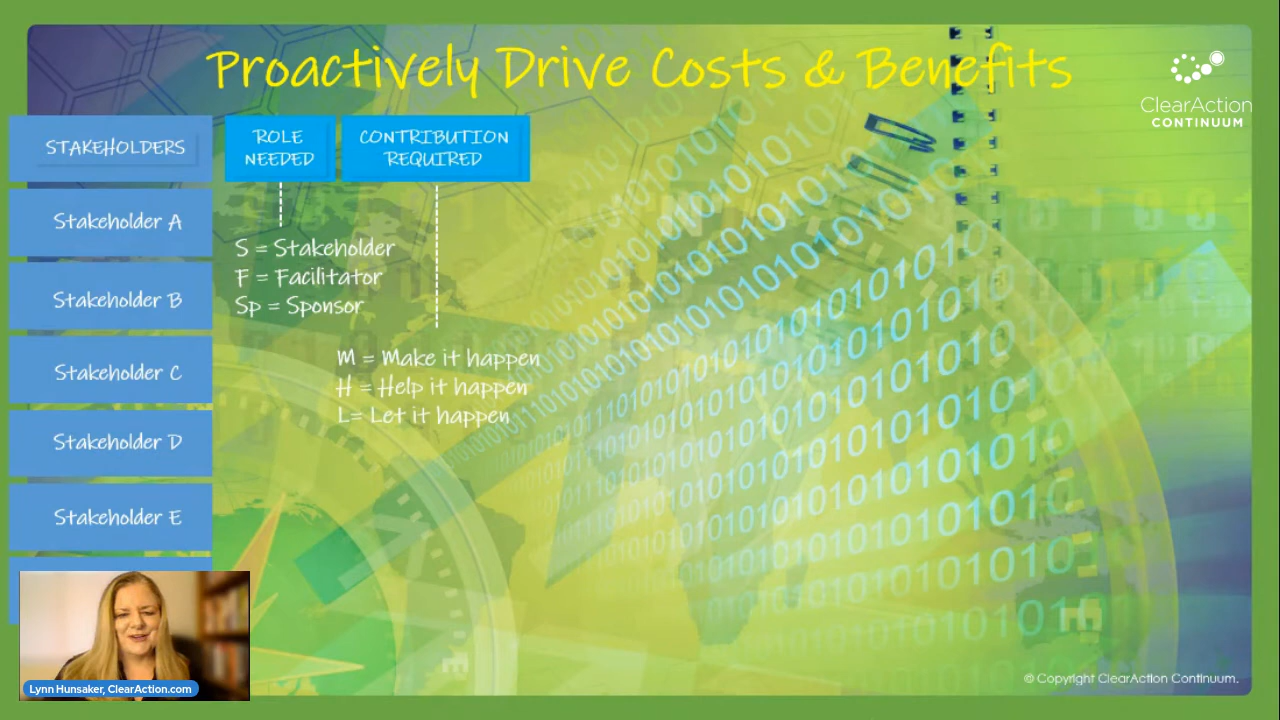 Proactively Drive Costs & Benefits
ClearAction
CONTINUUM
STAKEHOLDERS
ROLE
NEEDED
CONTRIBUTION
REQUIRED
Stakeholder A
S = Stakeholder
F = Facilitator
Sp = Sponsor
Stakeholder B
M = Make it happen
H = Help it happen
L= Let it happen
Stakeholder C
Stakeholder D
Stakeholder E
Lynn Hunsaker, ClearAction.com
© Copyright ClearAction Continuum.